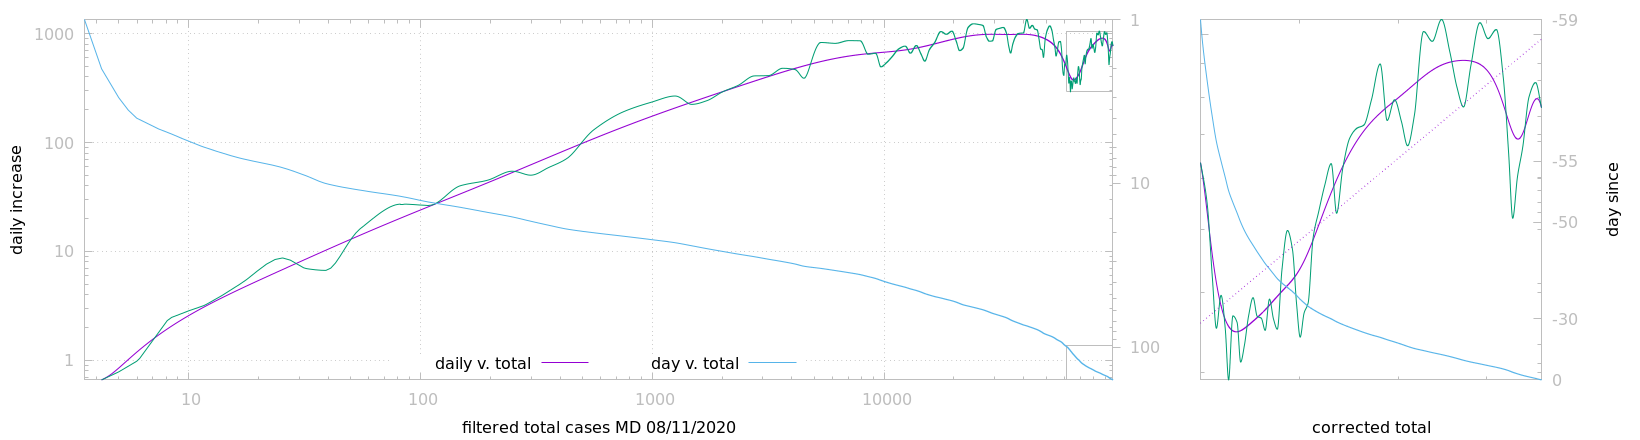 1000
100
10
1
daily increase
10
100
1000
10000
filtered total cases MD 08/11/2020
daily v. total
day v. total
1
10
100
-59
-55
-50
-30
0
day since
corrected total